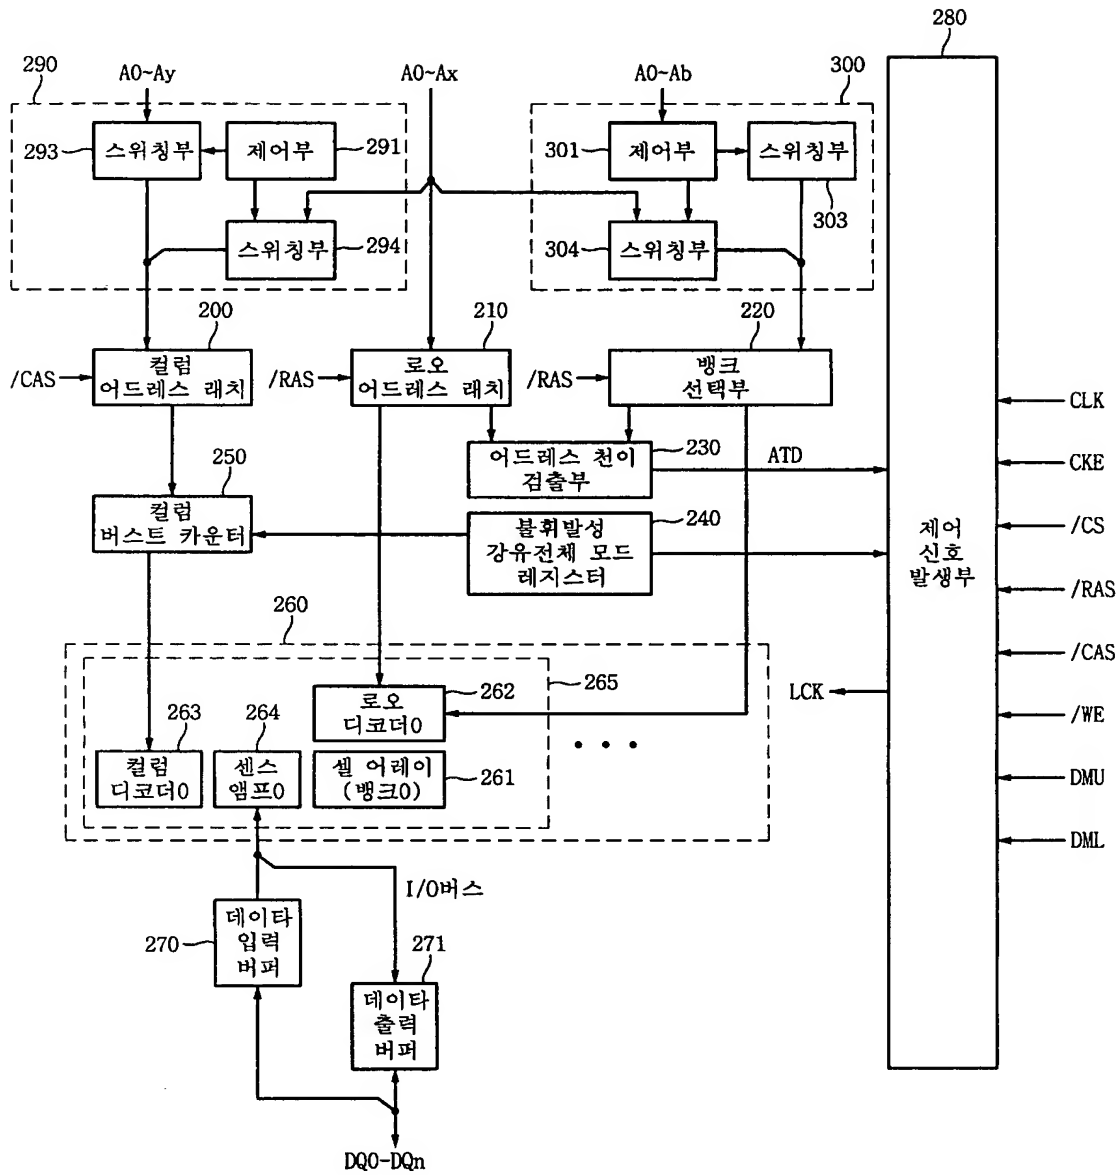 280
290
A0~Ay
A0~Ax
A0~Ab
300
293
스위칭부
제어부
291
301
제어부
스위칭부
303
스위칭부
294
304
스위칭부
200
210
220
/CAS
컬럼
어드레스 래치
/RAS
로오
어드레스 래치
/RAS
뱅크
선택부
CLK
어드레스 천이
검출부
230
ATD
CKE
250
컬럼
버스트 카운터
불휘발성
강유전체 모드
레지스터
240
/CS
제어
신호
발생부
/RAS
260
/CAS
265
로오
디코더0
262
LCK
/WE
263
264
컬럼
디코더0
센스
앰프0
셀 어레이
(뱅크0)
261
• • •
DMU
DML
I/O버스
270
데이타
입력
버퍼
271
데이타
출력
버퍼
DQ0-DQn